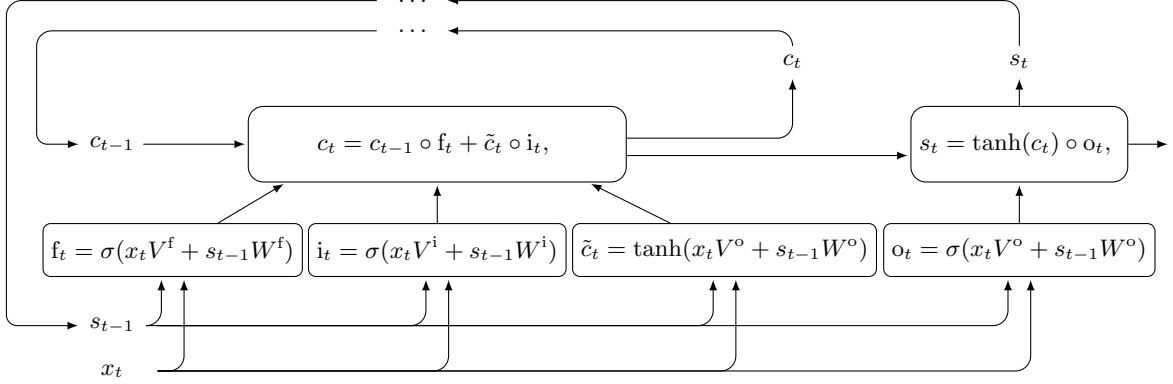 · · ·
· · ·
c_t s_t
c_{t−1} c_t = c_{t−1} ∘ f_t + c̃_t ∘ i_t, s_t = tanh(c_t) ∘ o_t,
f_t = σ(x_t V^f + s_{t−1} W^f) i_t = σ(x_t V^i + s_{t−1} W^i) c̃_t = tanh(x_t V^o + s_{t−1} W^o) o_t = σ(x_t V^o + s_{t−1} W^o)
s_{t−1}
x_t